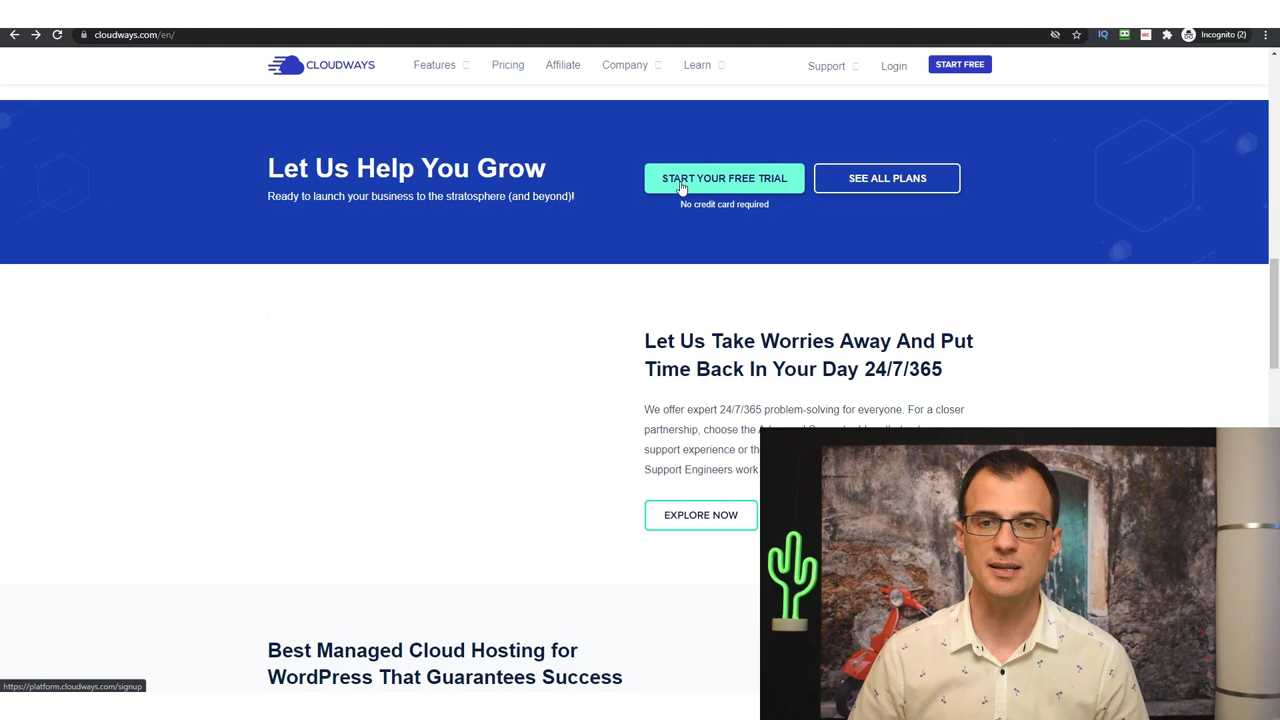 cloudways.com/en/
IQ
Incognito (2)
CLOUDWAYS
Features
Pricing
Affiliate
Company
Learn
Support
Login
START FREE
Let Us Help You Grow
Ready to launch your business to the stratosphere (and beyond)!
START YOUR FREE TRIAL
No credit card required
SEE ALL PLANS
Let Us Take Worries Away And Put
Time Back In Your Day 24/7/365
We offer expert 24/7/365 problem-solving for everyone. For a closer
partnership, choose the
support experience or the
Support Engineers work
EXPLORE NOW
Best Managed Cloud Hosting for
WordPress That Guarantees Success
https://platform.cloudways.com/signup